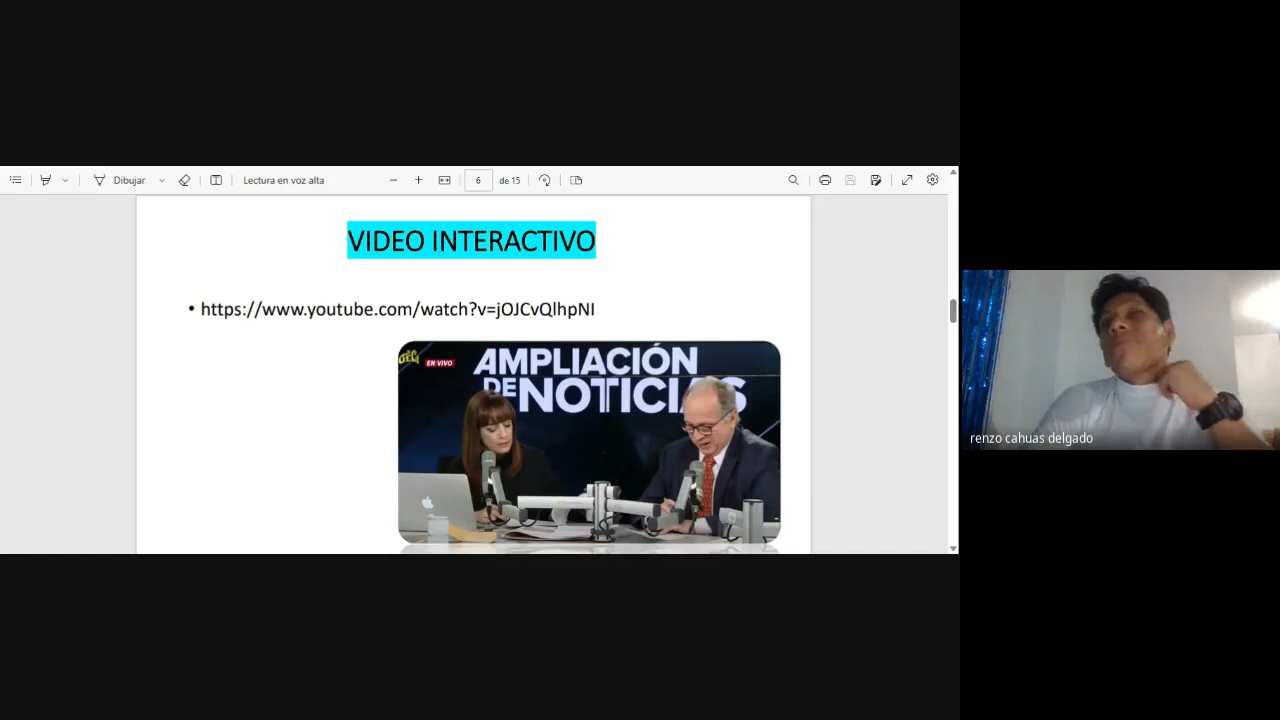 Dibujar
Lectura en voz alta
6
de 15
VIDEO INTERACTIVO
• https://www.youtube.com/watch?v=jOJCvQlhpNI
EN VIVO
AMPLIACIÓN
DE NOTICIAS
renzo cahuas delgado